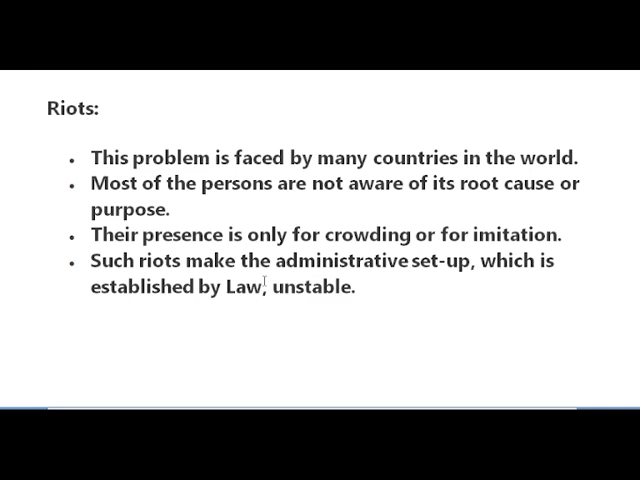 Riots:
• This problem is faced by many countries in the world.
• Most of the persons are not aware of its root cause or
purpose.
• Their presence is only for crowding or for imitation.
• Such riots make the administrative set-up, which is
established by Law, unstable.